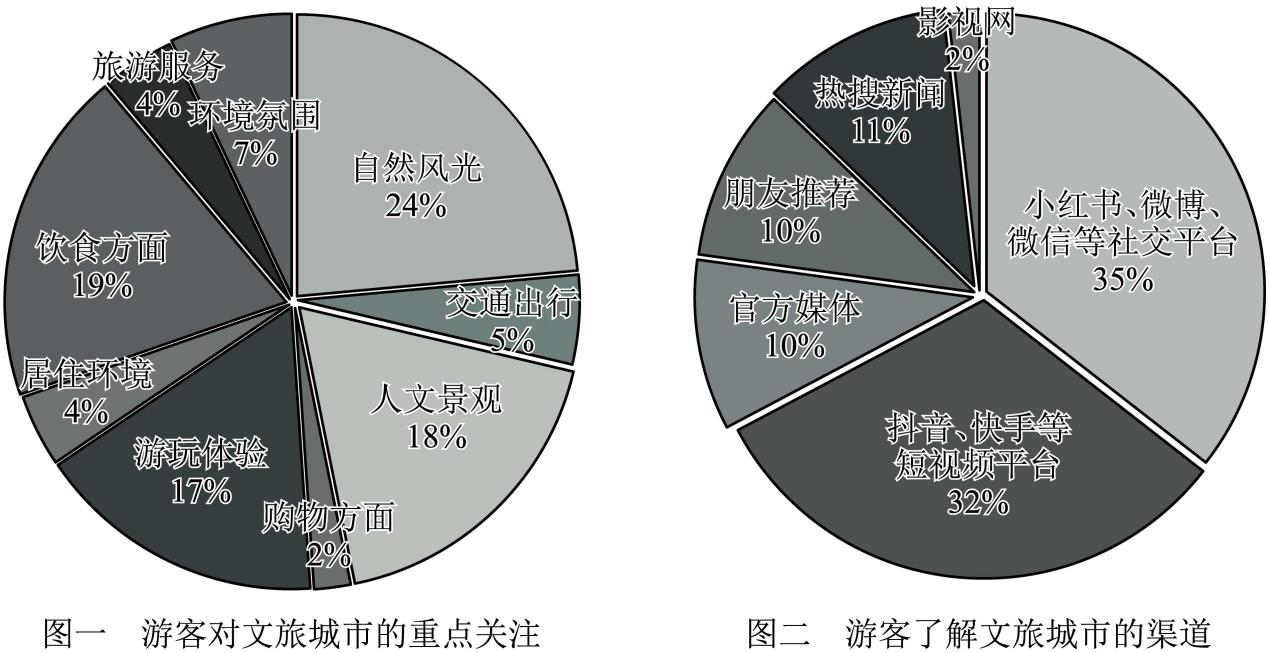 旅游服务
4%
环境氛围
7%
自然风光
24%
饮食方面
19%
交通出行
5%
居住环境
4%
人文景观
18%
游玩体验
17%
购物方面
2%
图一 游客对文旅城市的重点关注
影视网
2%
热搜新闻
11%
朋友推荐
10%
小红书、微博、
微信等社交平台
35%
官方媒体
10%
抖音、快手等
短视频平台
32%
图二 游客了解文旅城市的渠道